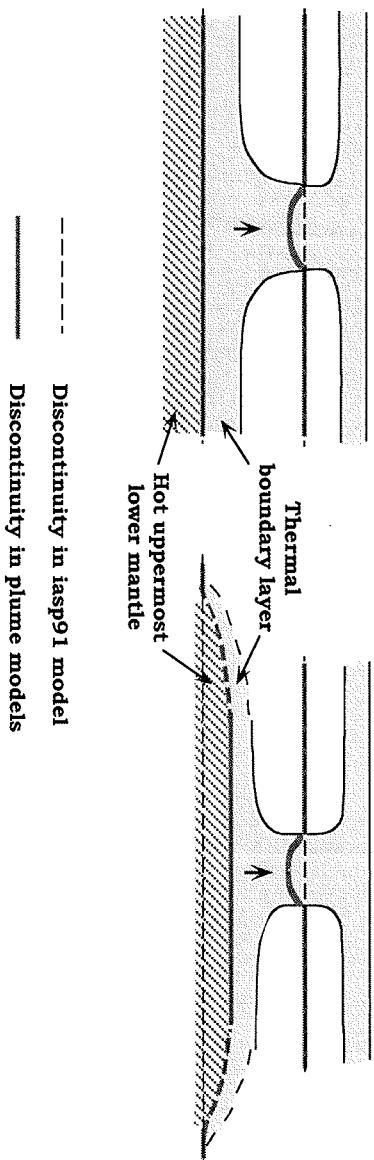 Thermal
boundary layer
Hot uppermost
lower mantle
Discontinuity in iasp91 model
Discontinuity in plume models